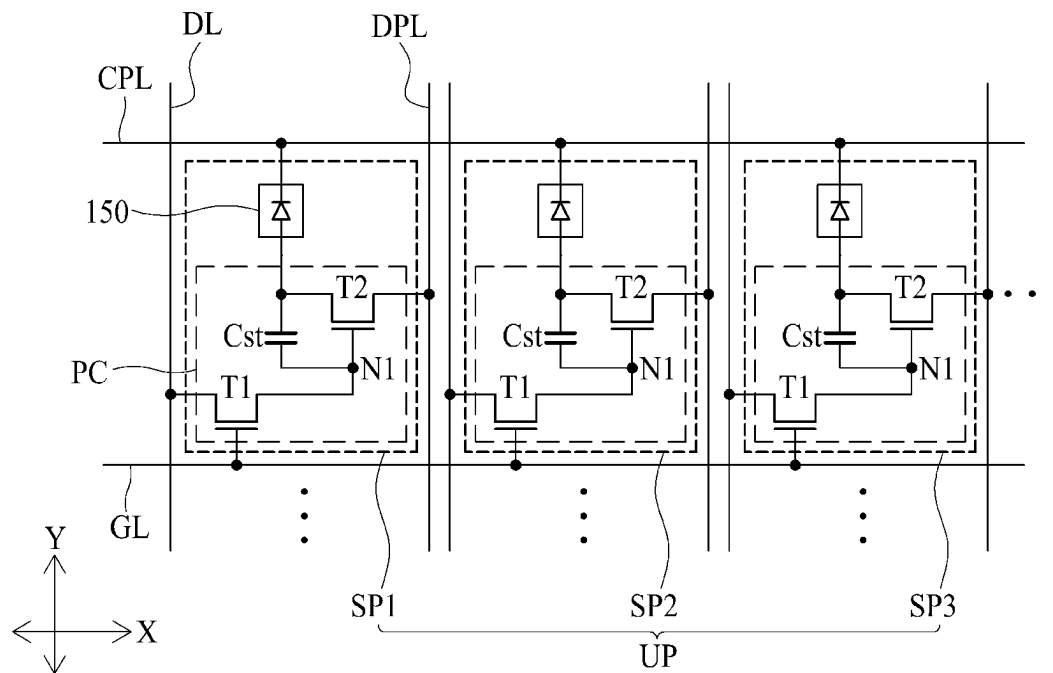 DL DPL
CPL
150
T2 T2 T2
Cst Cst Cst
PC N1 N1 N1
T1 T1 T1
GL
Y
SP1 SP2 SP3
X
UP